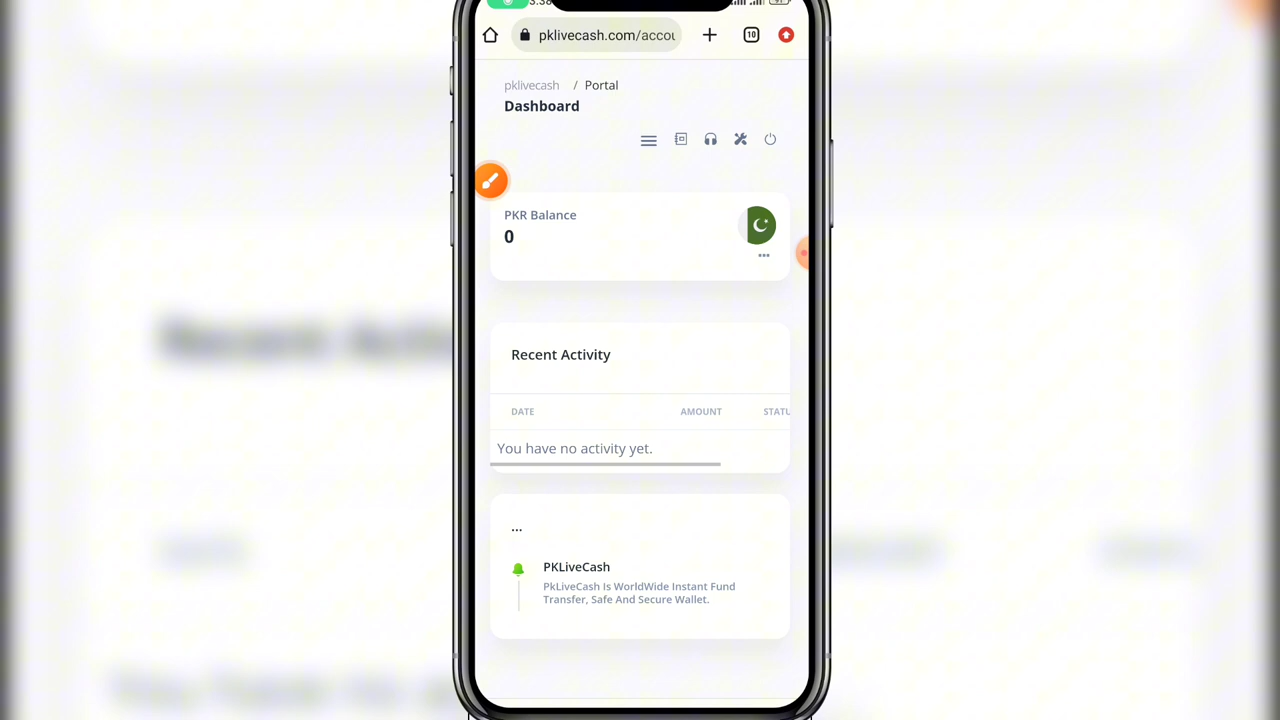 pklivecash.com/accou
10
pklivecash / Portal
Dashboard
PKR Balance
0
Recent Activity
DATE AMOUNT STATU
You have no activity yet.
...
PKLiveCash
PkLiveCash Is WorldWide Instant Fund
Transfer, Safe And Secure Wallet.